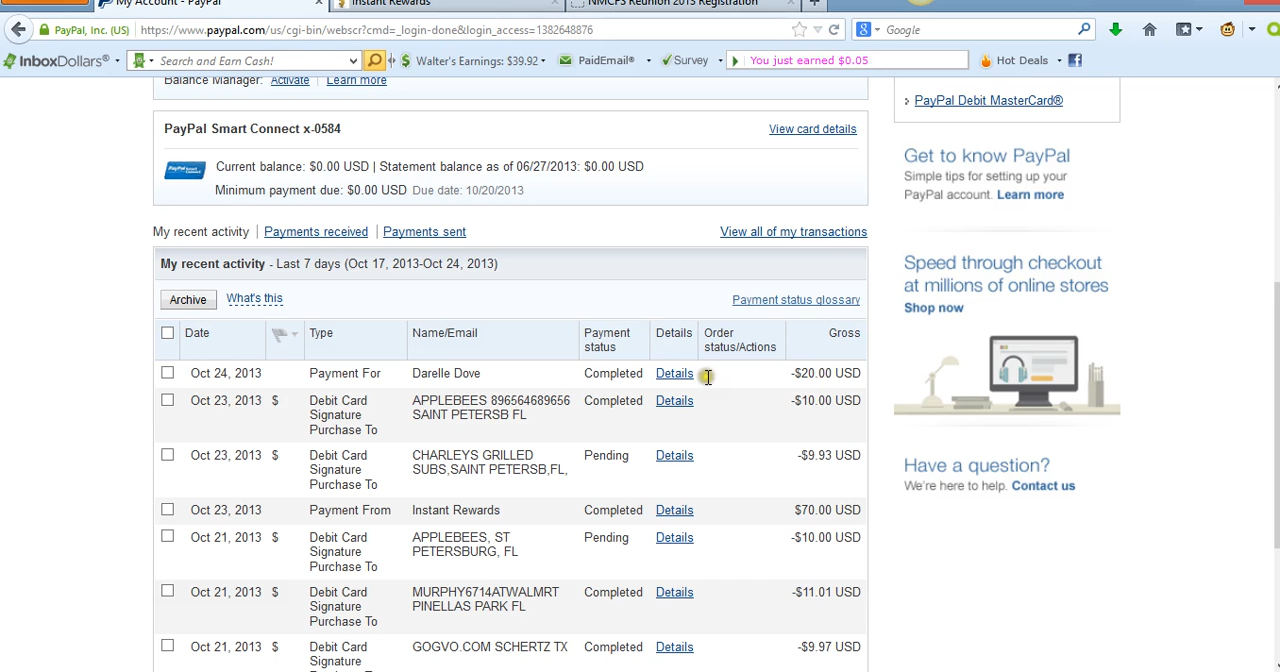 My Account - PayPal
Instant Rewards
NMCPS Reunion 2013 Registration
PayPal, Inc. (US)
https://www.paypal.com/us/cgi-bin/webscr?cmd=_login-done&login_access=1382648876
Google
InboxDollars®
Search and Earn Cash!
Walter's Earnings: $39.92
PaidEmail®
Survey
You just earned $0.05
Hot Deals
Balance Manager: Activate Learn more
PayPal Debit MasterCard®
PayPal Smart Connect x-0584
View card details
Current balance: $0.00 USD | Statement balance as of 06/27/2013: $0.00 USD
Minimum payment due: $0.00 USD Due date: 10/20/2013
Get to know PayPal
Simple tips for setting up your
PayPal account. Learn more
My recent activity | Payments received | Payments sent
View all of my transactions
My recent activity - Last 7 days (Oct 17, 2013-Oct 24, 2013)
Speed through checkout
at millions of online stores
Shop now
Archive What's this
Payment status glossary
Date Type Name/Email Payment status Details Order status/Actions Gross
Oct 24, 2013 Payment For Darelle Dove Completed Details -$20.00 USD
Oct 23, 2013 $ Debit Card APPLEBEES 896564689656 Completed Details -$10.00 USD
Signature SAINT PETERSB FL
Purchase To
Oct 23, 2013 $ Debit Card CHARLEYS GRILLED Pending Details -$9.93 USD
Signature SUBS,SAINT PETERSB,FL,
Purchase To
Have a question?
We're here to help. Contact us
Oct 23, 2013 Payment From Instant Rewards Completed Details $70.00 USD
Oct 21, 2013 $ Debit Card APPLEBEES, ST Pending Details -$10.00 USD
Signature PETERSBURG, FL
Purchase To
Oct 21, 2013 $ Debit Card MURPHY6714ATWALMRT Completed Details -$11.01 USD
Signature PINELLAS PARK FL
Purchase To
Oct 21, 2013 $ Debit Card GOGVO.COM SCHERTZ TX Completed Details -$9.97 USD
Signature